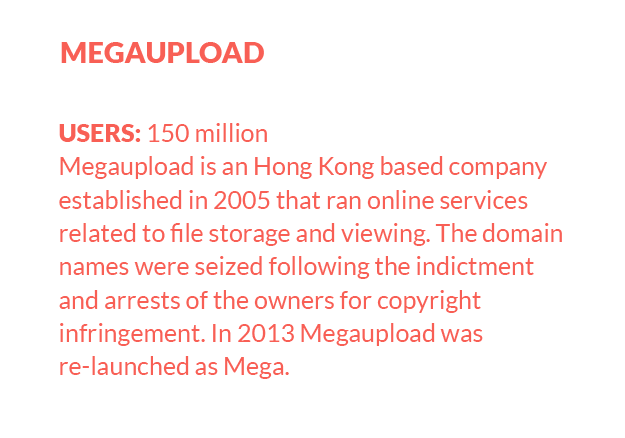 MEGAUPLOAD
USERS: 150 million
Megaupload is an Hong Kong based company
established in 2005 that ran online services
related to file storage and viewing. The domain
names were seized following the indictment
and arrests of the owners for copyright
infringement. In 2013 Megaupload was
re-launched as Mega.